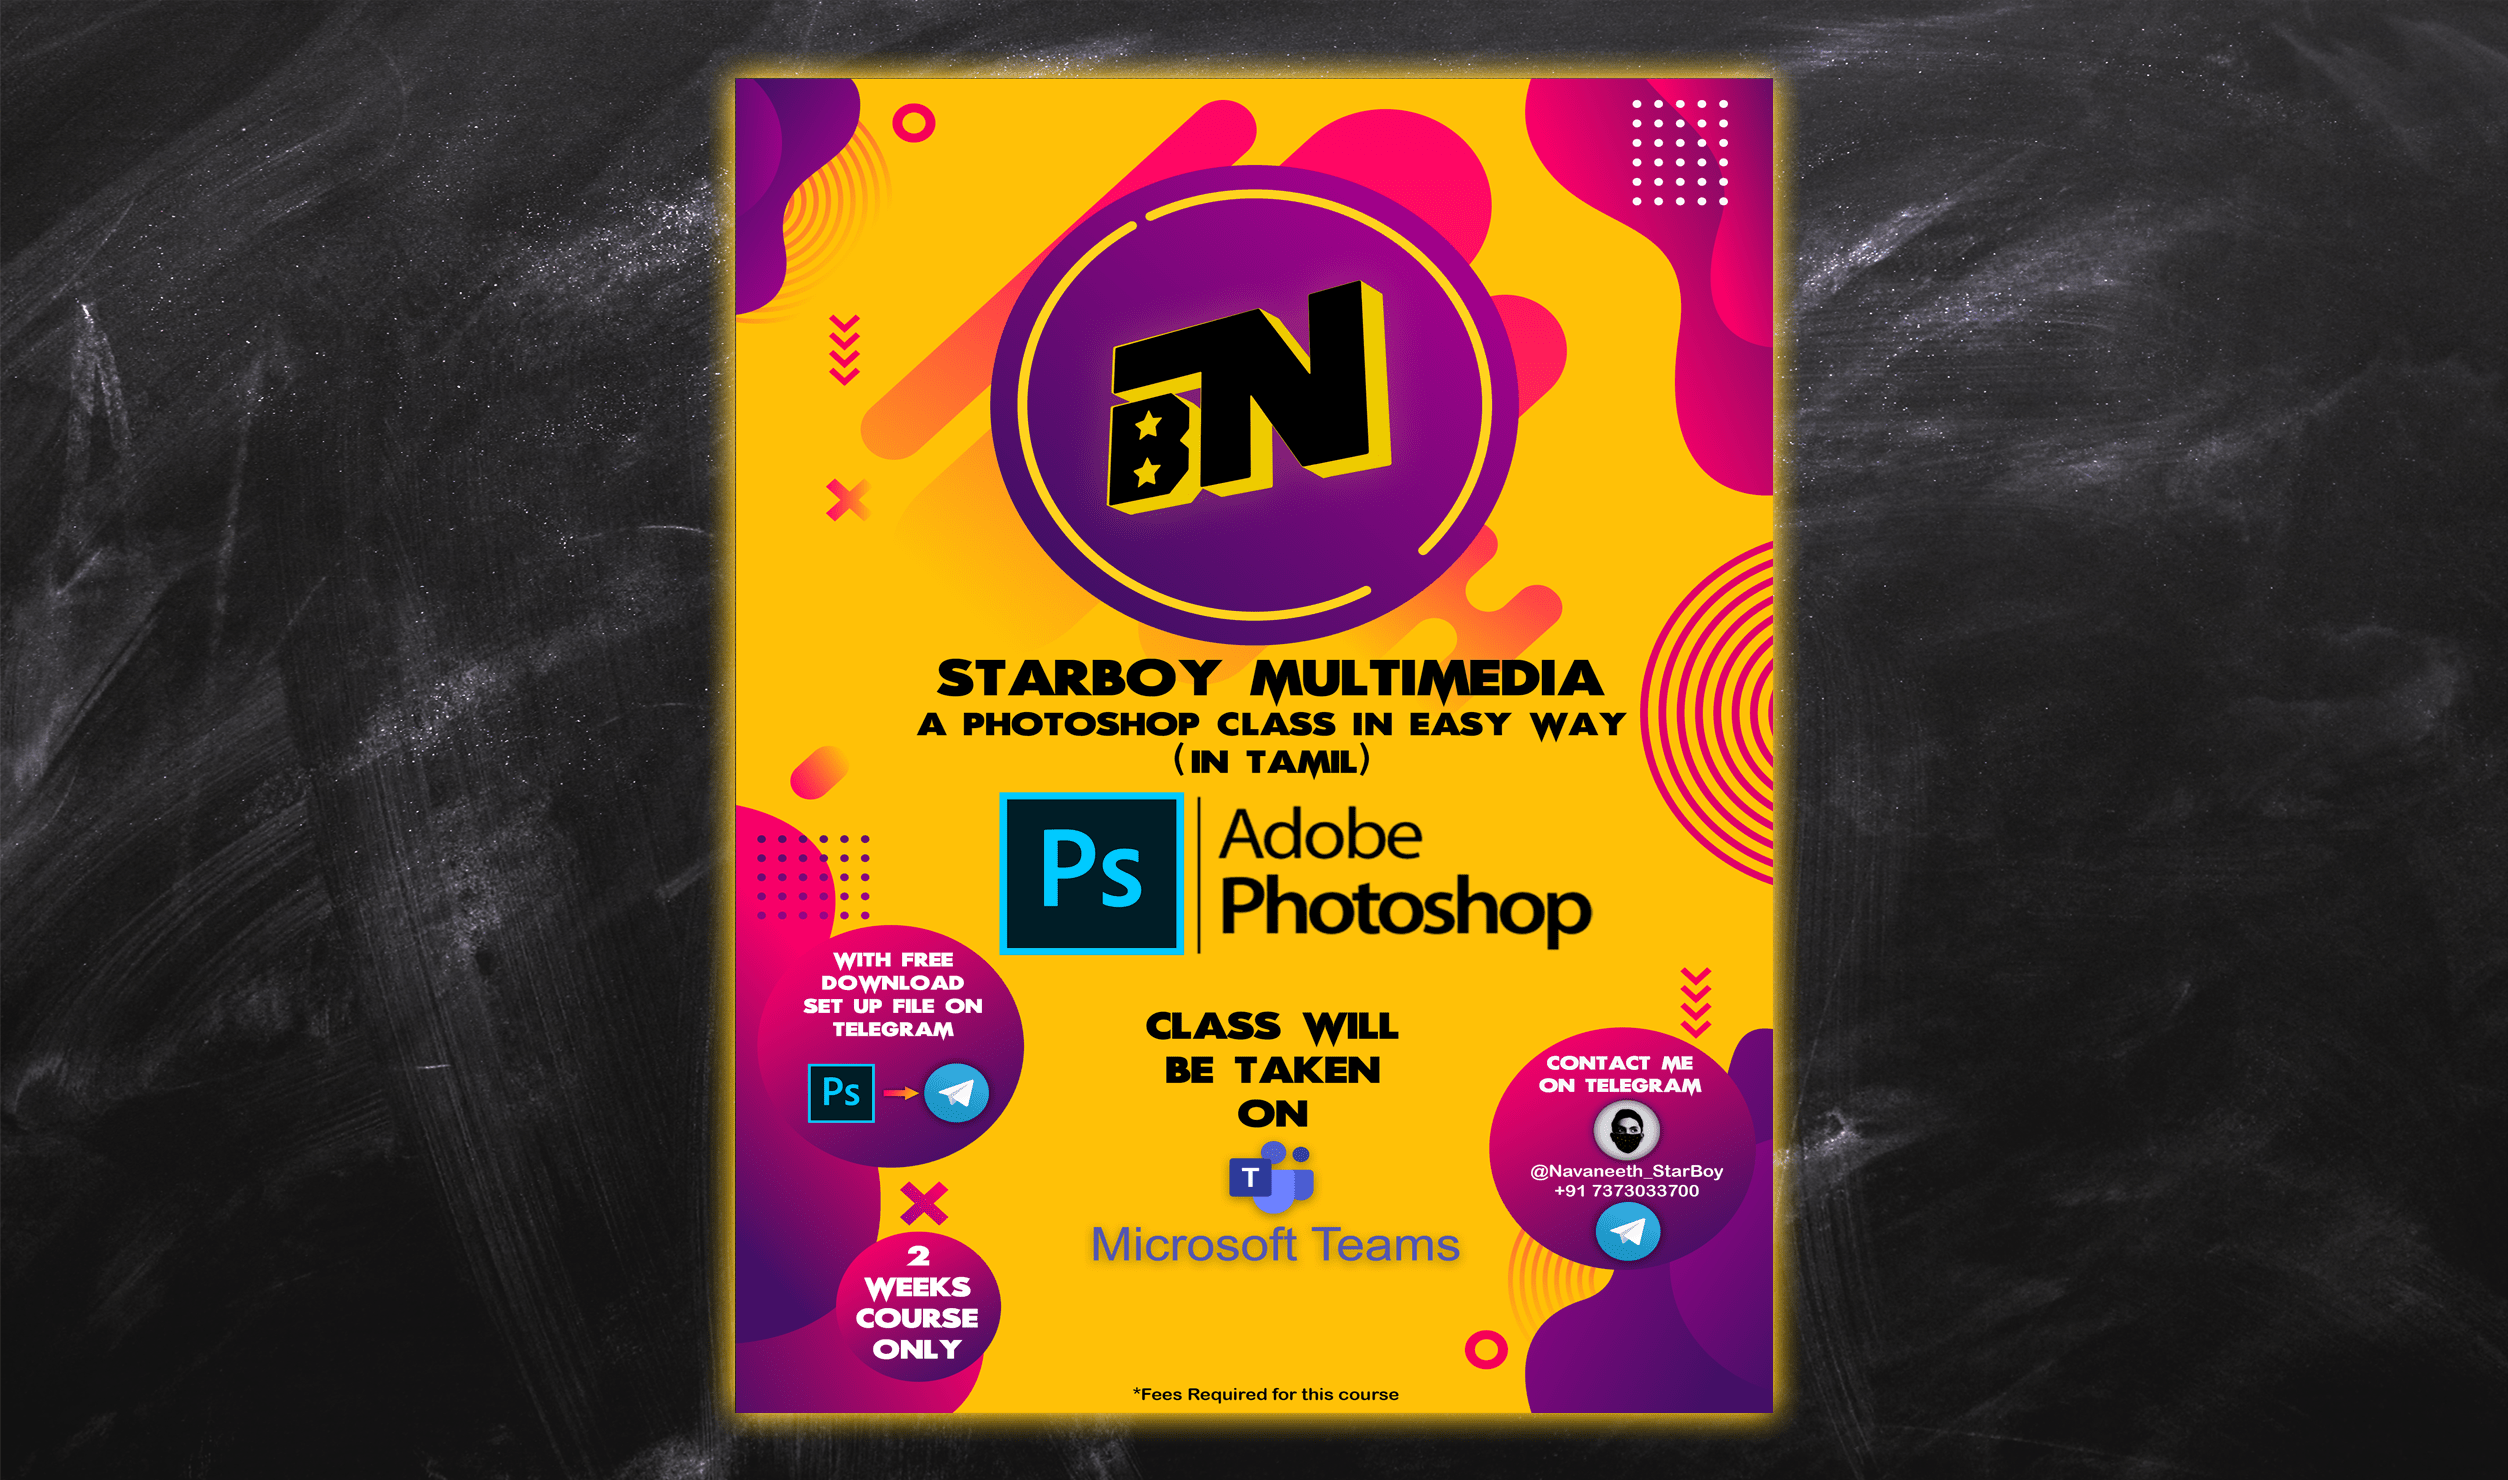 BN
STARBOY MULTIMEDIA
A PHOTOSHOP CLASS IN EASY WAY
(IN TAMIL)
Ps
Adobe
Photoshop
WITH FREE
DOWNLOAD
SET UP FILE ON
TELEGRAM
Ps
CLASS WILL
BE TAKEN
ON
T
Microsoft Teams
CONTACT ME
ON TELEGRAM
@Navaneeth_StarBoy
+91 7373033700
2
WEEKS
COURSE
ONLY
*Fees Required for this course